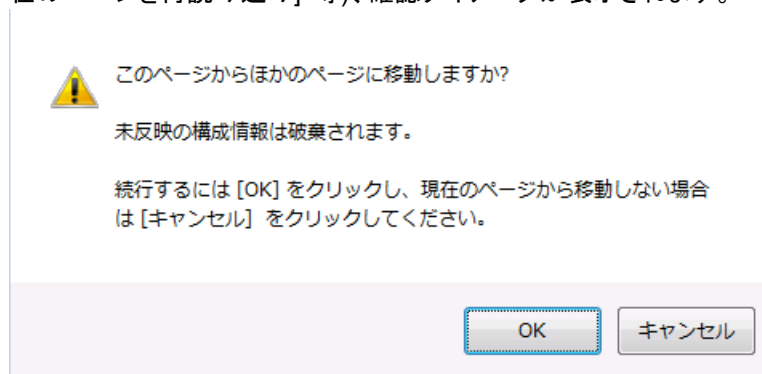 このページからほかのページに移動しますか?
未反映の構成情報は破棄されます。
続行するには [OK] をクリックし、現在のページから移動しない場合
は [キャンセル] をクリックしてください。
OK
キャンセル